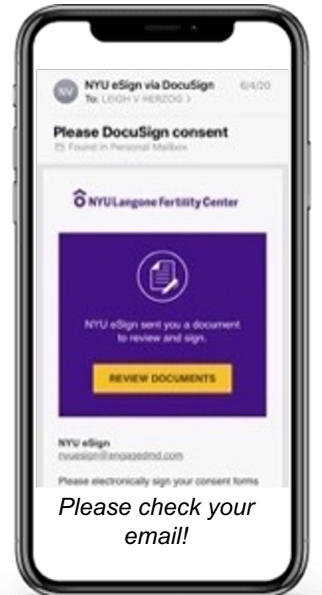 NV NYU eSign via DocuSign 6/4/20
To: LEIGH V HERZOG >
Please DocuSign consent
Found in Personal Mailbox
NYU Langone Fertility Center
NYU eSign sent you a document
to review and sign.
REVIEW DOCUMENTS
NYU eSign
nyuesign@engagedmd.com
Please electronically sign your consent forms
Please check your
email!